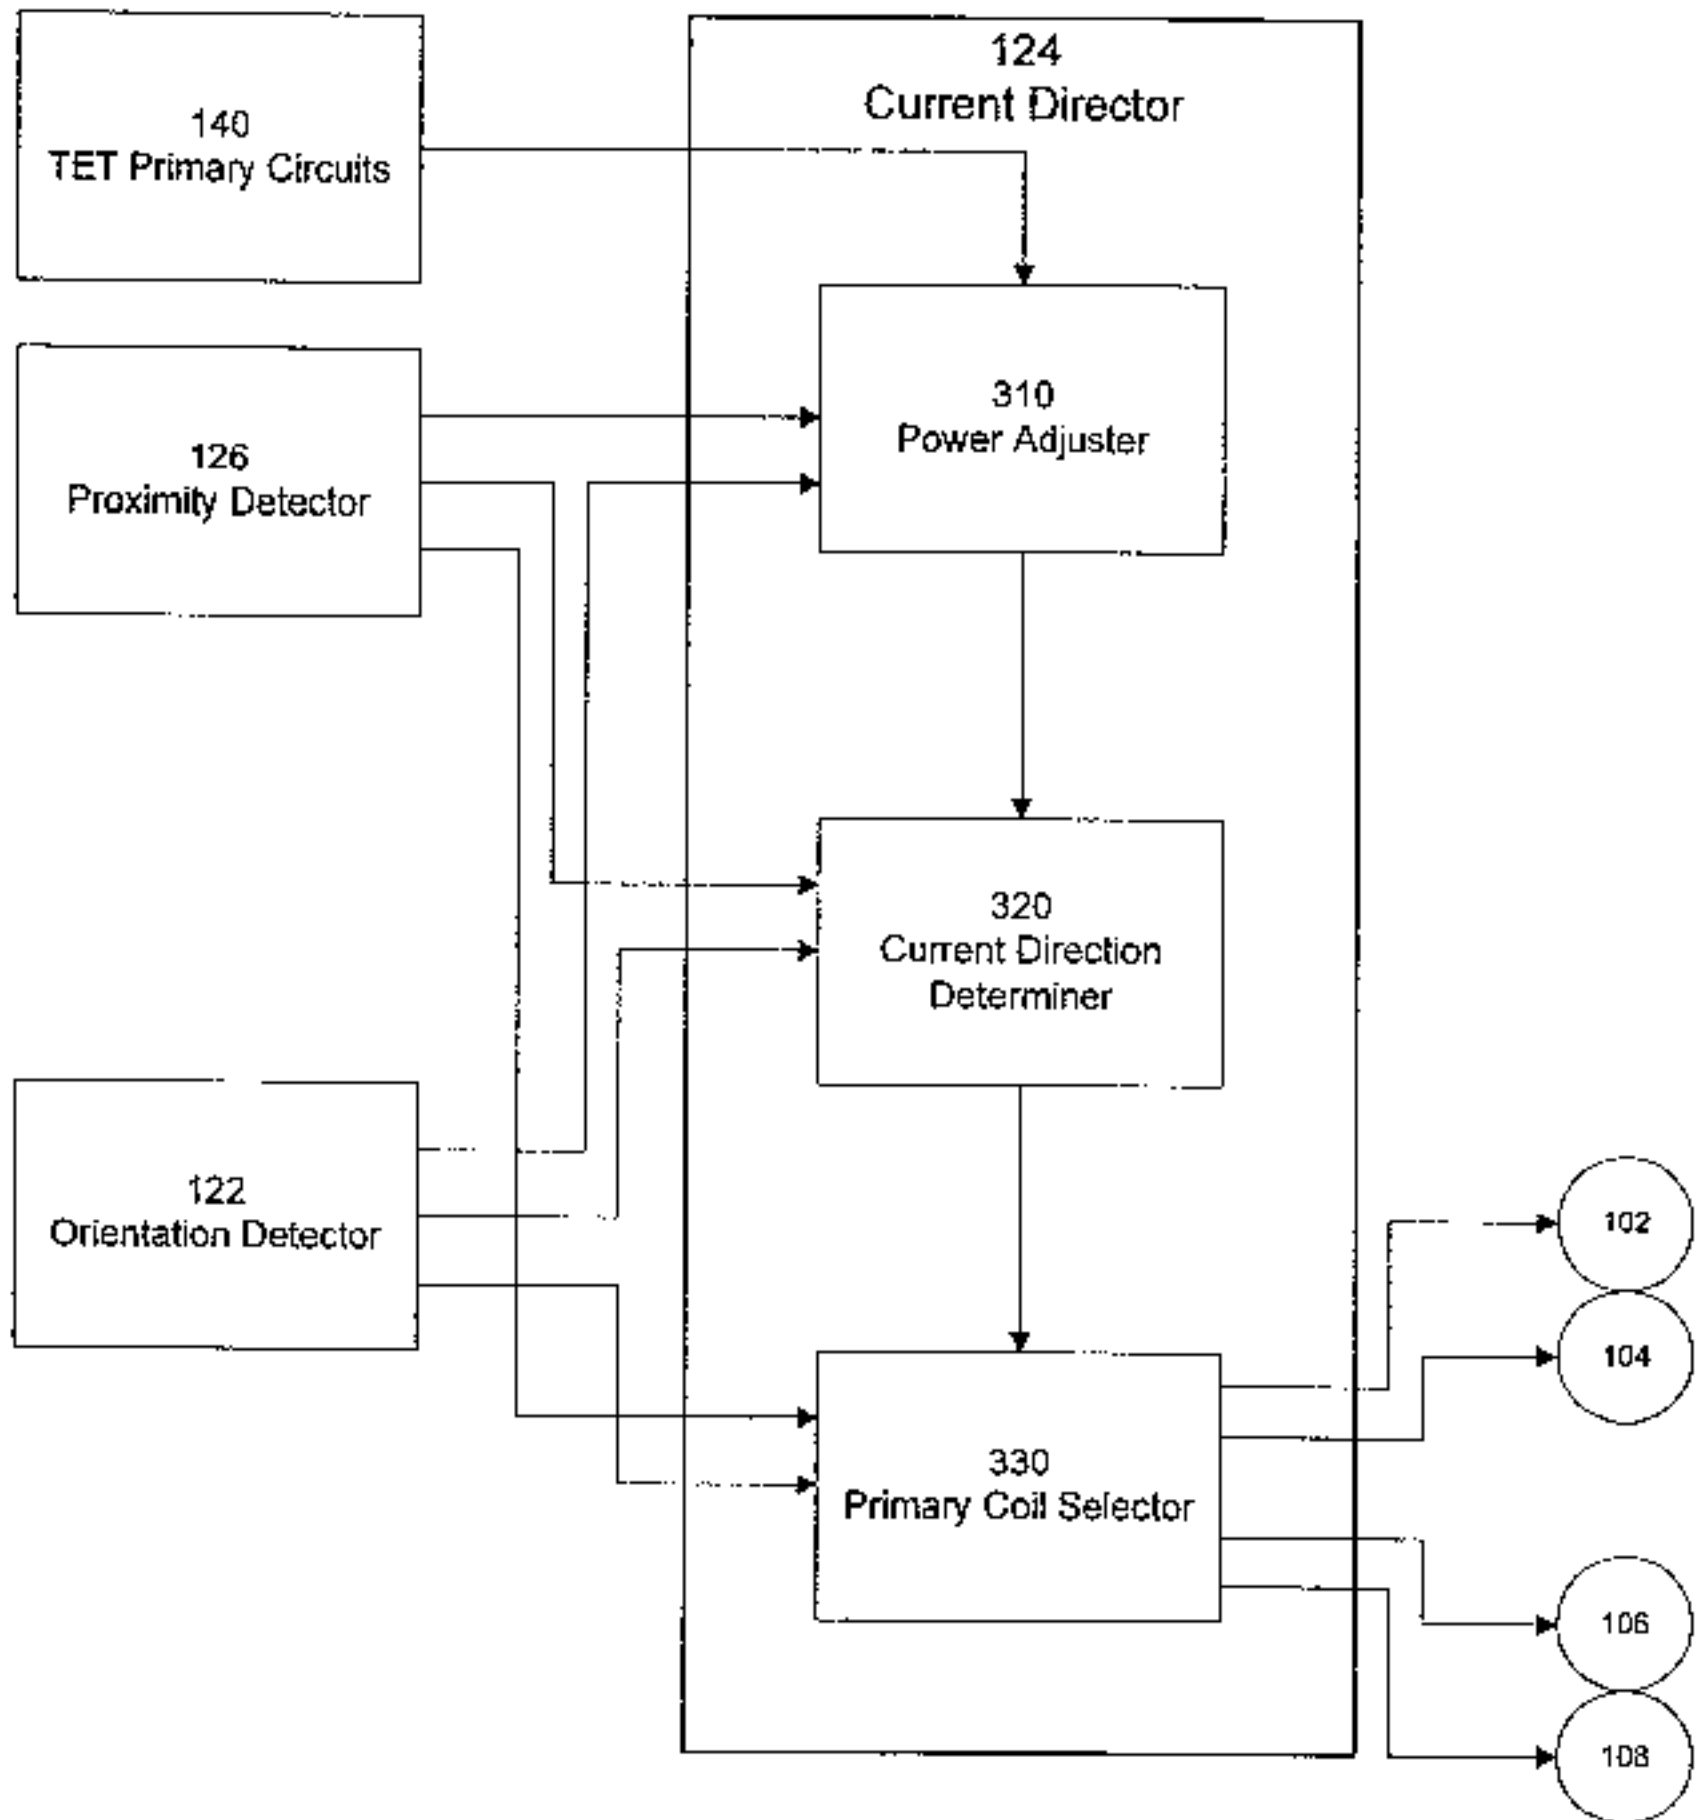 124
Current Director
140
TET Primary Circuits
310
Power Adjuster
126
Proximity Detector
320
Current Direction
Determiner
122
Orientation Detector
102
104
330
Primary Coil Selector
106
108